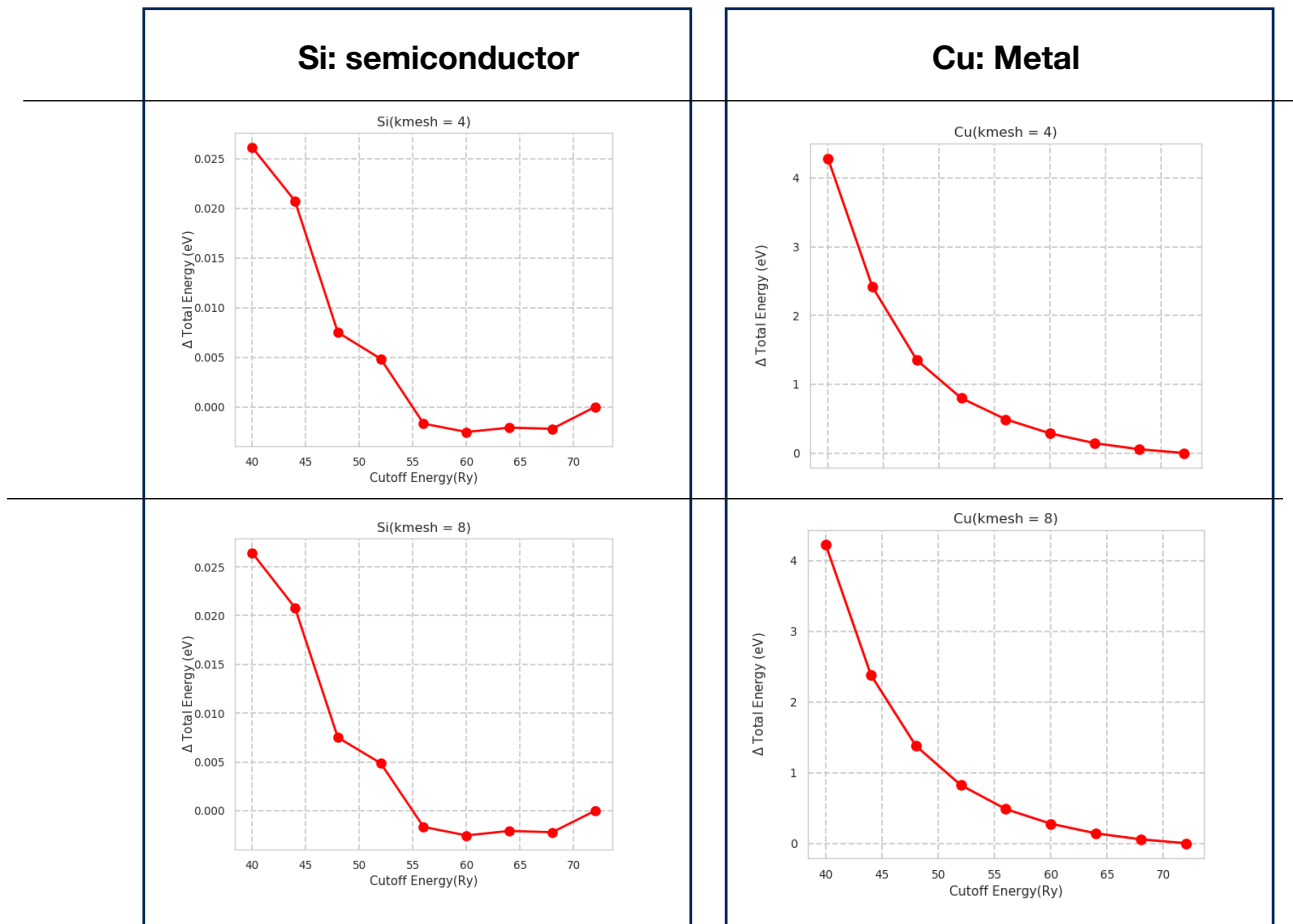 Si: semiconductor
Cu: Metal
Si(kmesh = 4)
Δ Total Energy (eV)
0.025
0.020
0.015
0.010
0.005
0.000
40 45 50 55 60 65 70
Cutoff Energy(Ry)
Cu(kmesh = 4)
Δ Total Energy (eV)
4
3
2
1
0
Si(kmesh = 8)
Δ Total Energy (eV)
0.025
0.020
0.015
0.010
0.005
0.000
40 45 50 55 60 65 70
Cutoff Energy(Ry)
Cu(kmesh = 8)
Δ Total Energy (eV)
4
3
2
1
0
40 45 50 55 60 65 70
Cutoff Energy(Ry)